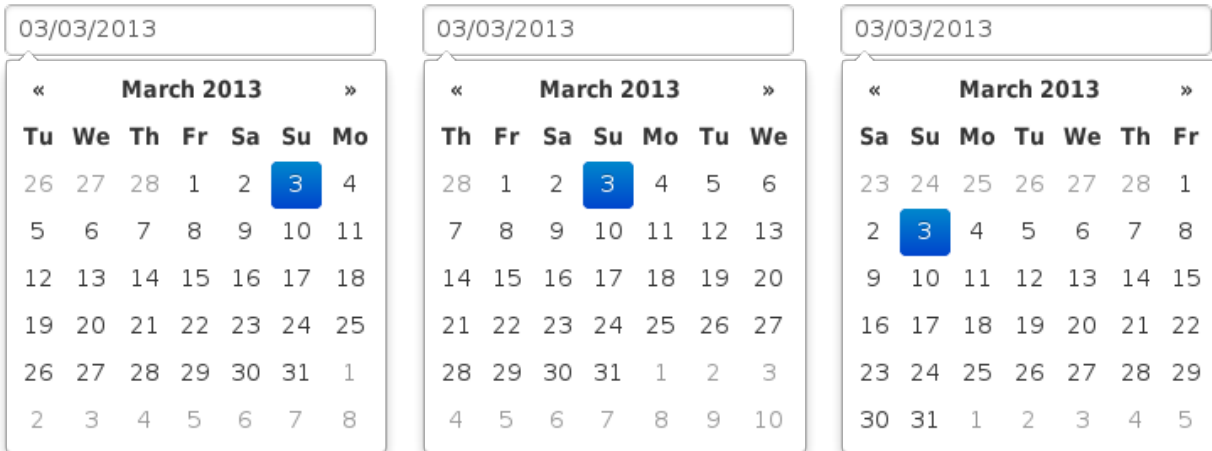 03/03/2013
« March 2013 »
Tu We Th Fr Sa Su Mo
26 27 28 1 2 3 4
5 6 7 8 9 10 11
12 13 14 15 16 17 18
19 20 21 22 23 24 25
26 27 28 29 30 31 1
2 3 4 5 6 7 8
03/03/2013
« March 2013 »
Th Fr Sa Su Mo Tu We
28 1 2 3 4 5 6
7 8 9 10 11 12 13
14 15 16 17 18 19 20
21 22 23 24 25 26 27
28 29 30 31 1 2 3
4 5 6 7 8 9 10
03/03/2013
« March 2013 »
Sa Su Mo Tu We Th Fr
23 24 25 26 27 28 1
2 3 4 5 6 7 8
9 10 11 12 13 14 15
16 17 18 19 20 21 22
23 24 25 26 27 28 29
30 31 1 2 3 4 5